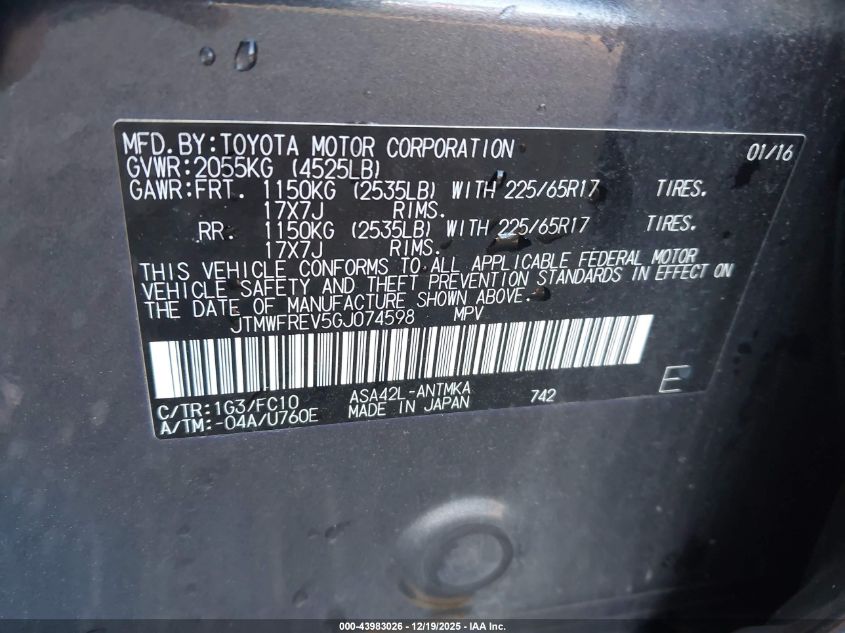 MFD.BY:TOYOTA MOTOR CORPORATION 01/16
GVWR:2055KG (4525LB)
GAWR:FRT. 1150KG (2535LB) WITH 225/65R17 TIRES.
17X7J RIMS.
RR. 1150KG (2535LB) WITH 225/65R17 TIRES.
17X7J RIMS.
THIS VEHICLE CONFORMS TO ALL APPLICABLE FEDERAL MOTOR
VEHICLE SAFETY AND THEFT PREVENTION STANDARDS IN EFFECT ON
THE DATE OF MANUFACTURE SHOWN ABOVE.
JTMWFREV5GJ074598 MPV
C/TR:1G3/FC10 ASA42L-ANTMKA 742 E
A/TM:-04A/U760E MADE IN JAPAN
000-43983026 - 12/19/2025 - IAA Inc.